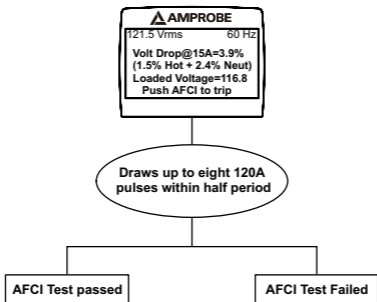 AMPROBE
121.5 Vrms 60 Hz
Volt Drop@15A=3.9%
(1.5% Hot + 2.4% Neut)
Loaded Voltage=116.8
Push AFCI to trip
Draws up to eight 120A
pulses within half period
AFCI Test passed
AFCI Test Failed